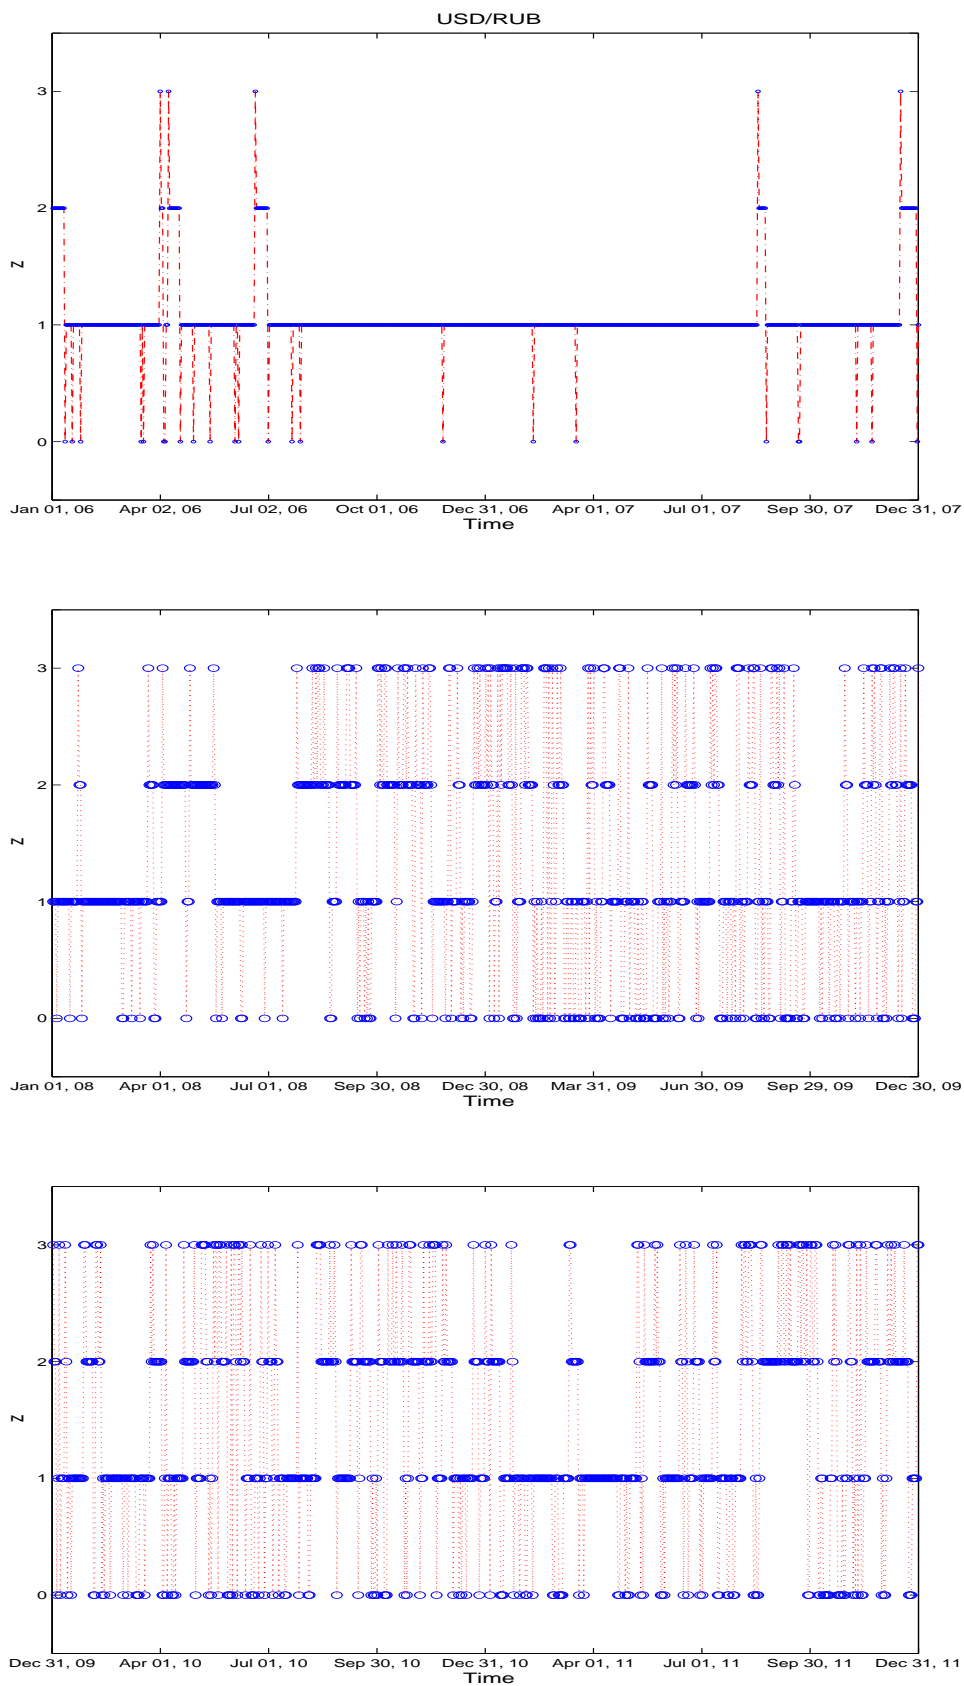 USD/RUB
3
2
1
0
Z
Jan 01, 06 Apr 02, 06 Jul 02, 06 Oct 01, 06 Dec 31, 06 Apr 01, 07 Jul 01, 07 Sep 30, 07 Dec 31, 07
Time
3
2
1
0
Z
Jan 01, 08 Apr 01, 08 Jul 01, 08 Sep 30, 08 Dec 30, 08 Mar 31, 09 Jun 30, 09 Sep 29, 09 Dec 30, 09
Time
3
2
1
0
Z
Dec 31, 09 Apr 01, 10 Jul 01, 10 Sep 30, 10 Dec 31, 10 Apr 01, 11 Jul 01, 11 Sep 30, 11 Dec 31, 11
Time